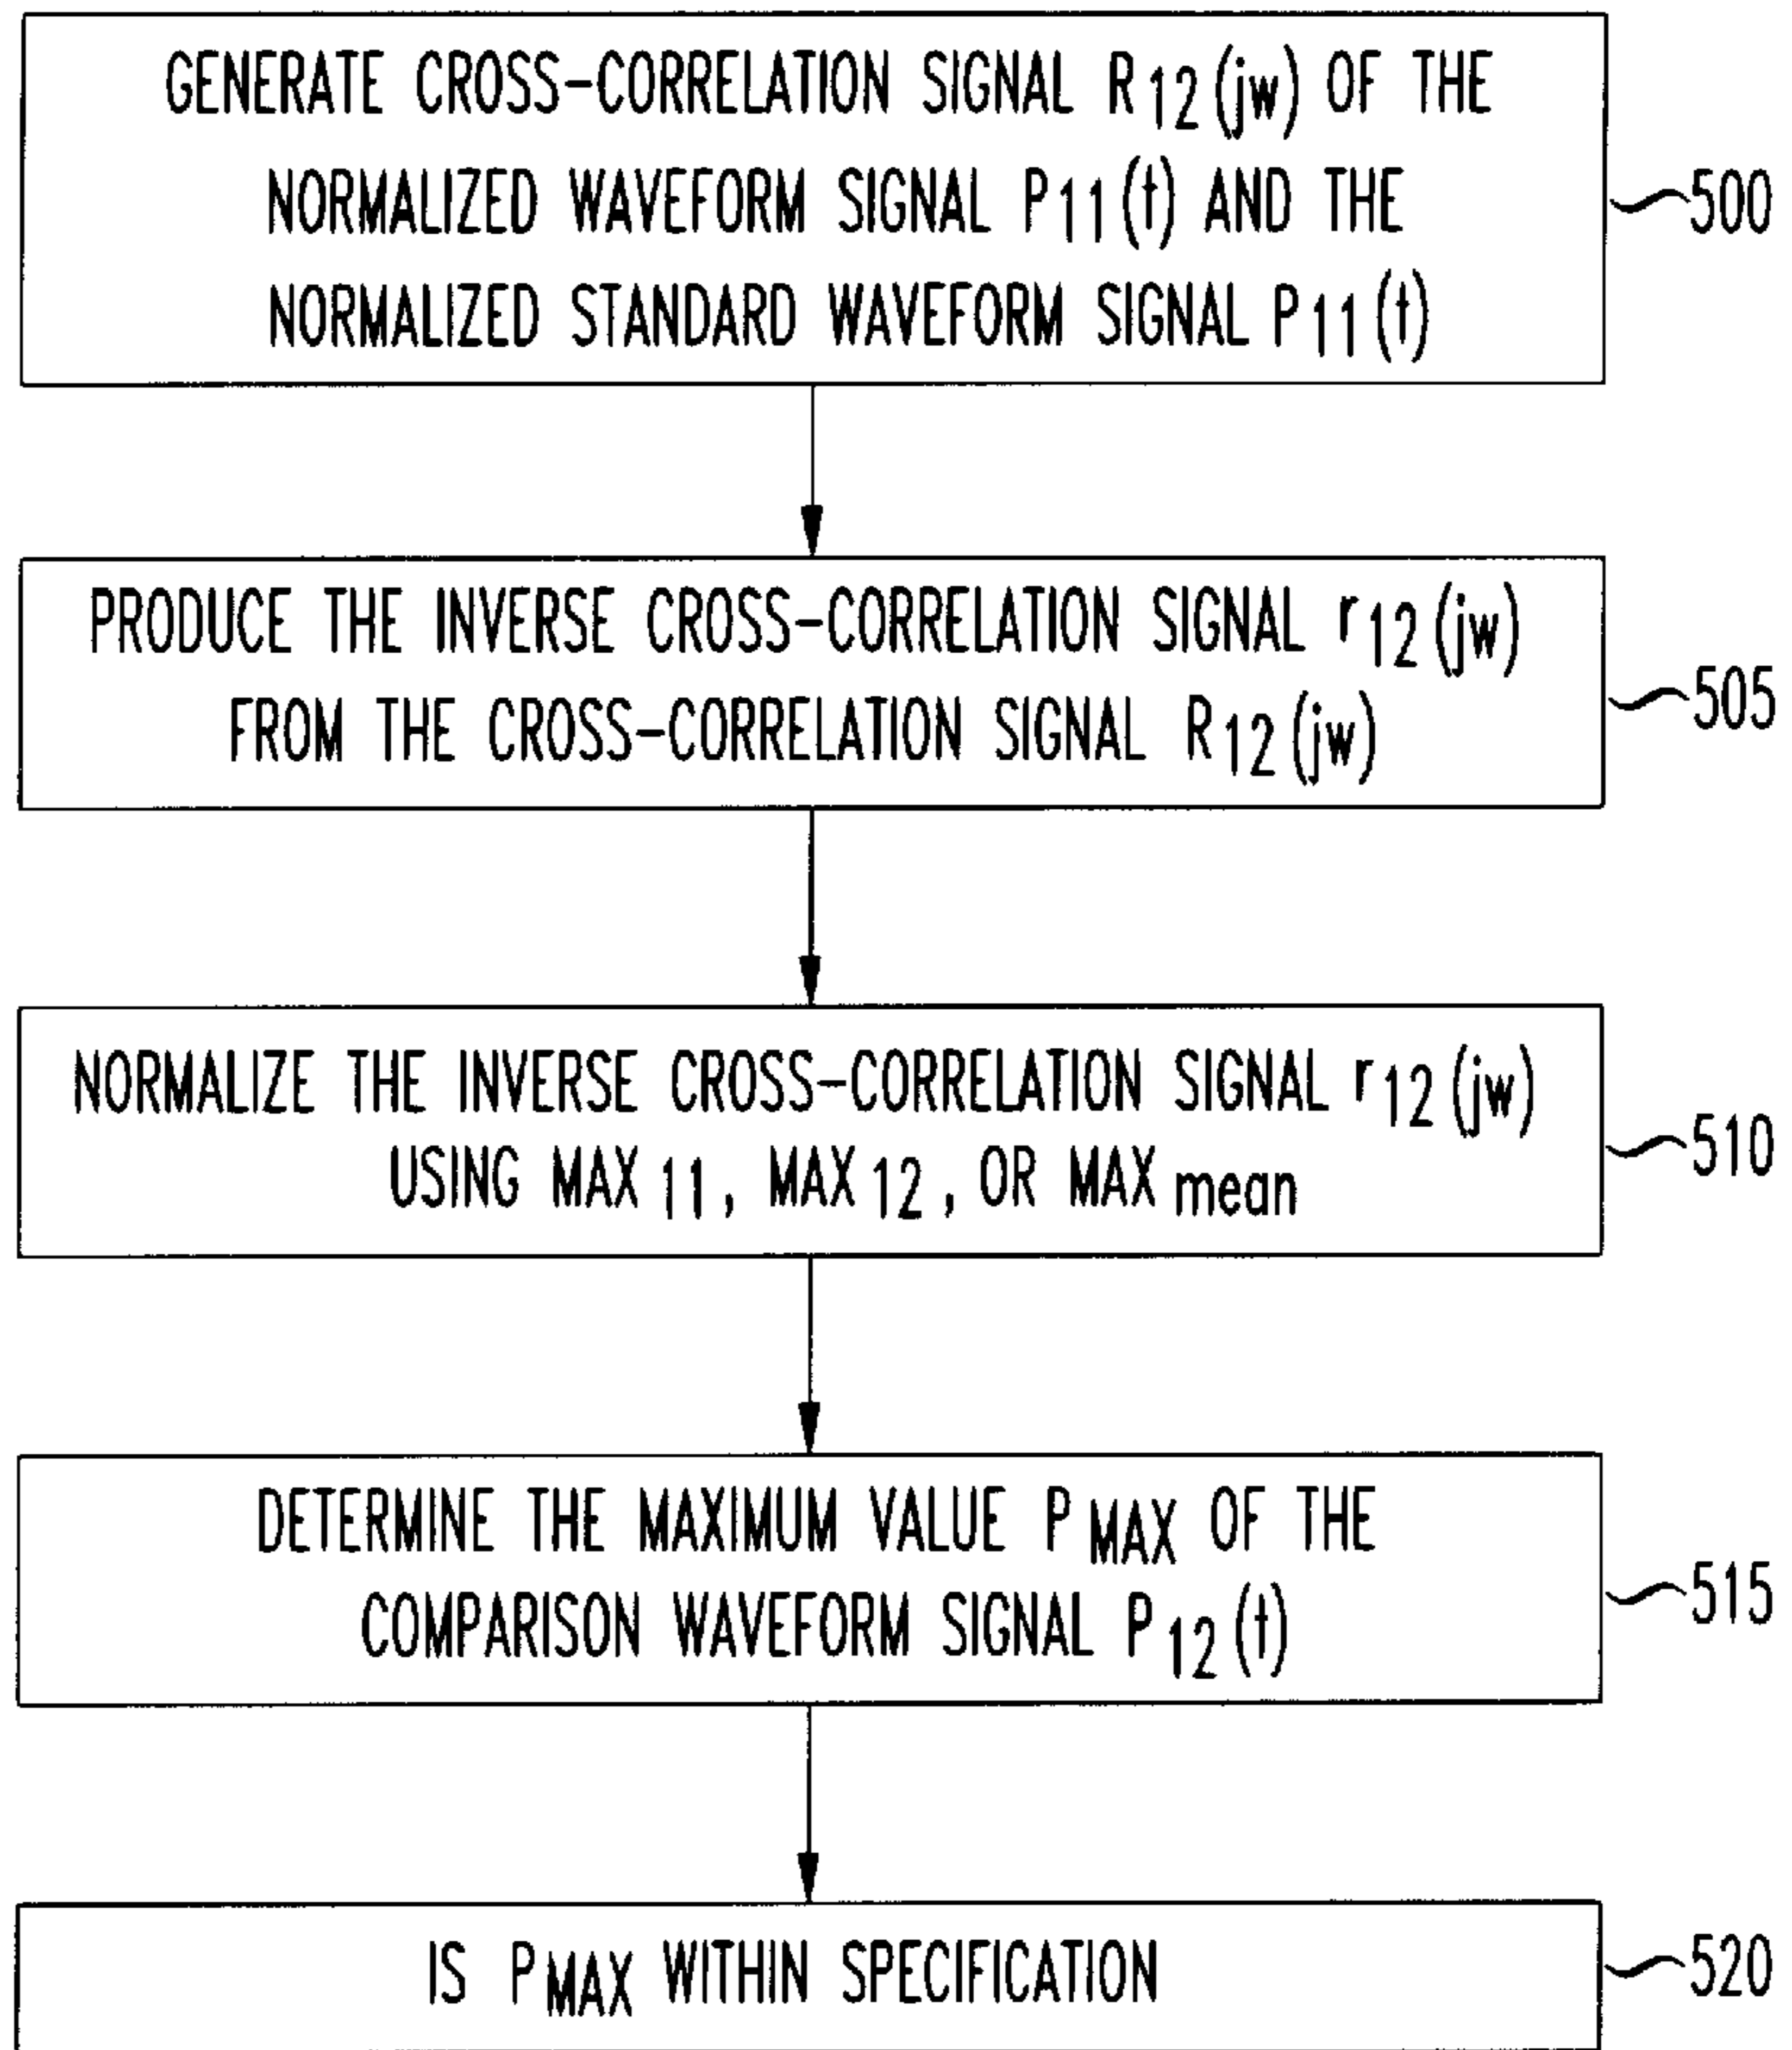 GENERATE CROSS-CORRELATION SIGNAL R12(jw) OF THE
NORMALIZED WAVEFORM SIGNAL P11(t) AND THE
NORMALIZED STANDARD WAVEFORM SIGNAL P11(t)
500
PRODUCE THE INVERSE CROSS-CORRELATION SIGNAL r12(jw)
FROM THE CROSS-CORRELATION SIGNAL R12(jw)
505
NORMALIZE THE INVERSE CROSS-CORRELATION SIGNAL r12(jw)
USING MAX11, MAX12, OR MAXmean
510
DETERMINE THE MAXIMUM VALUE PMAX OF THE
COMPARISON WAVEFORM SIGNAL P12(t)
515
IS PMAX WITHIN SPECIFICATION
520